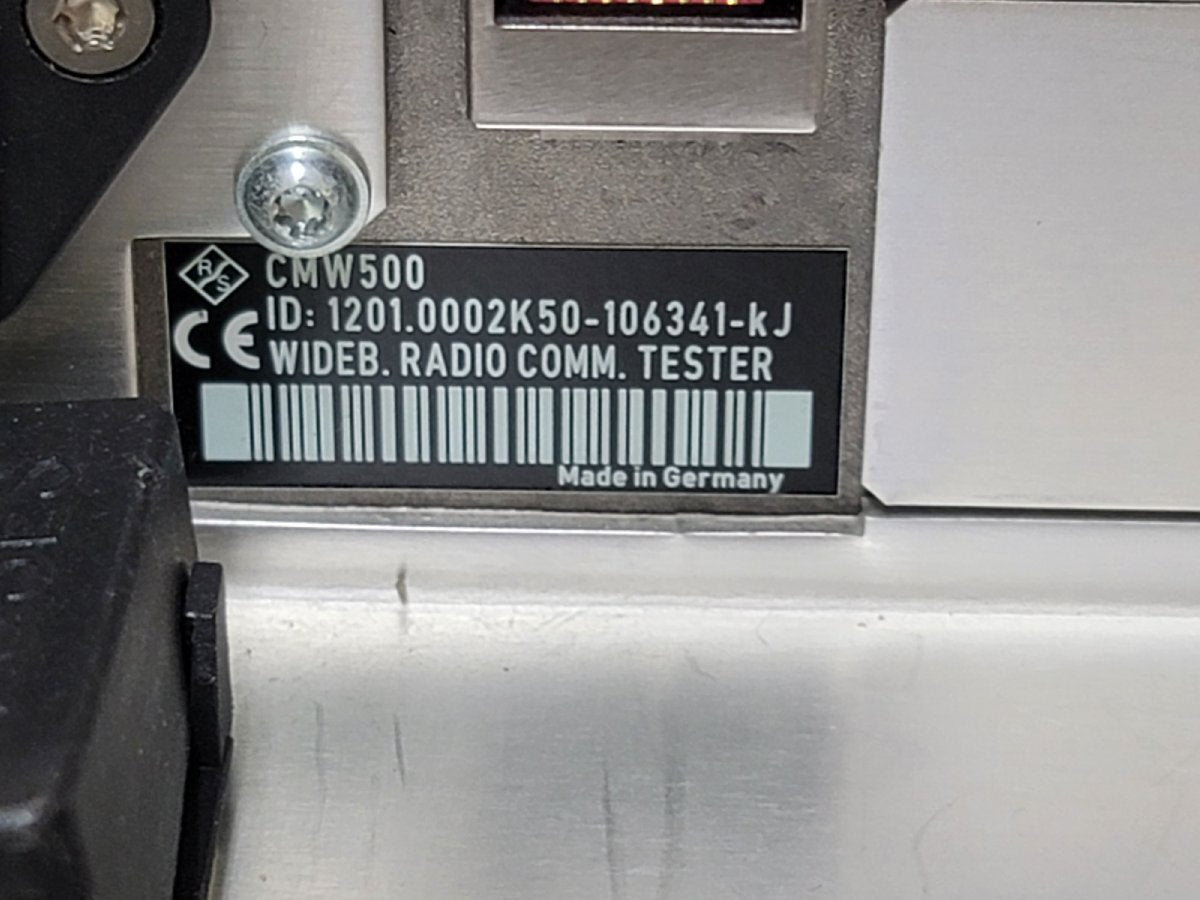 R/S
CMW500
ID: 1201.0002K50-106341-kJ
CE
WIDEB. RADIO COMM. TESTER
Made in Germany